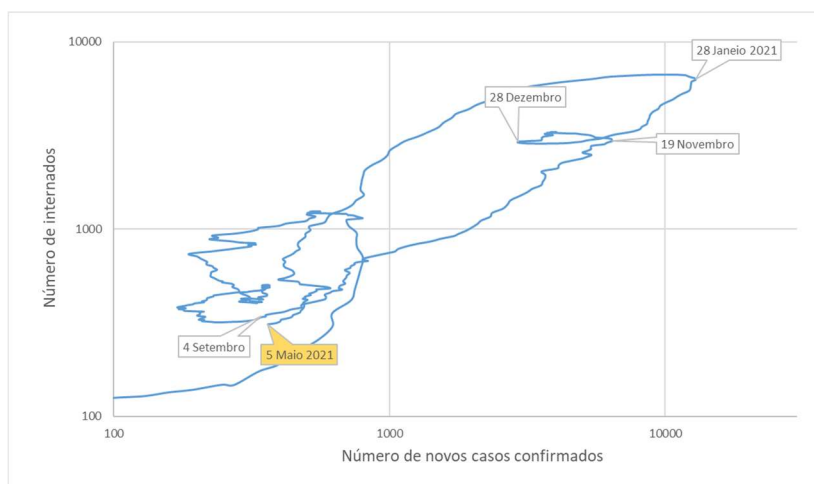 10000
28 Janeio 2021
28 Dezembro
19 Novembro
Número de internados
1000
4 Setembro
5 Maio 2021
100
100
1000
10000
Número de novos casos confirmados